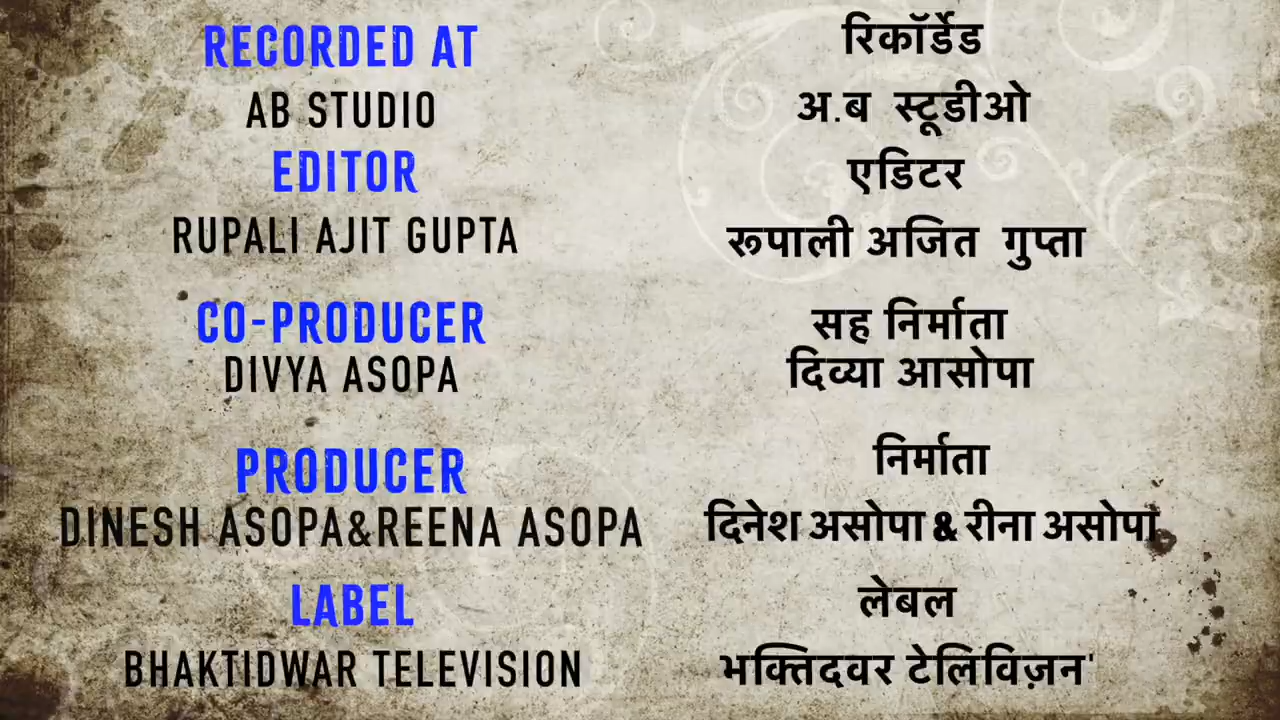 RECORDED AT
रिकॉर्डेड
AB STUDIO
अ.ब स्टूडीओ
EDITOR
एडिटर
RUPALI AJIT GUPTA
रूपाली अजित गुप्ता
CO-PRODUCER
सह निर्माता
DIVYA ASOPA
दिव्या आसोपा
PRODUCER
निर्माता
DINESH ASOPA&REENA ASOPA
दिनेश असोपा & रीना असोपा
LABEL
लेबल
BHAKTIDWAR TELEVISION
भक्तिदवर टेलिविज़न'